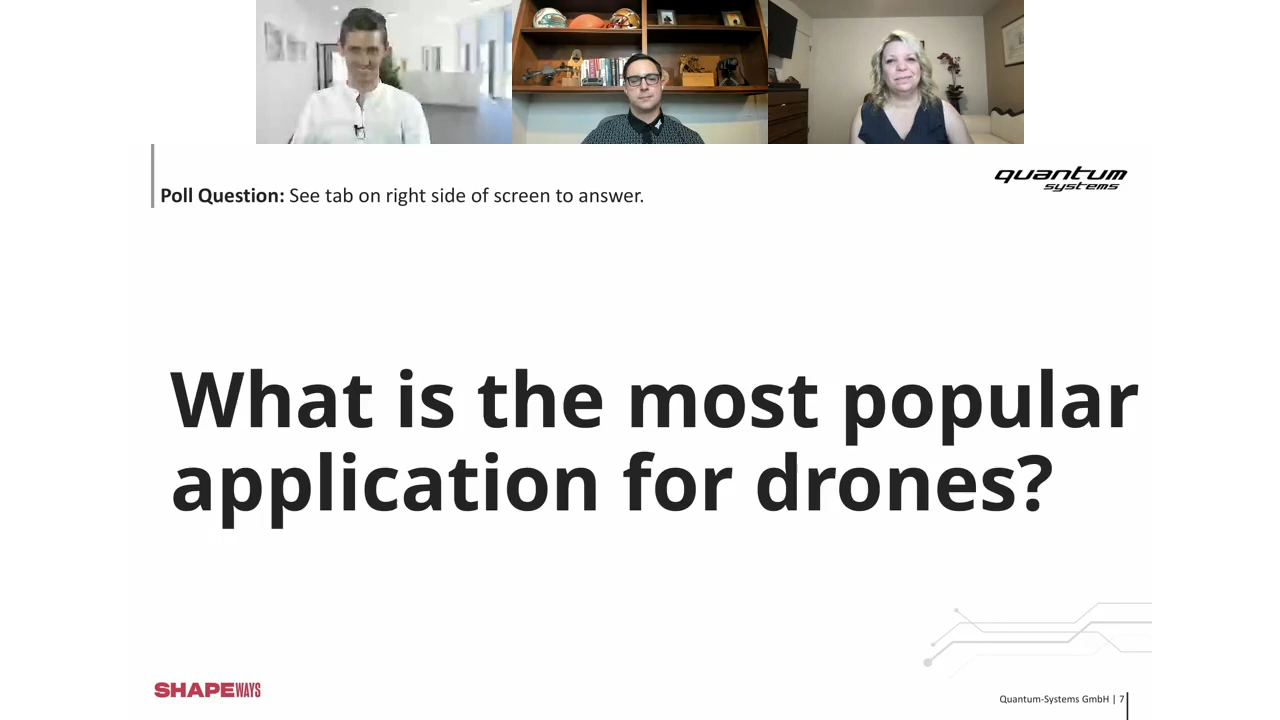 Poll Question: See tab on right side of screen to answer.
quantum
systems
What is the most popular
application for drones?
SHAPEWAYS
Quantum-Systems GmbH | 7